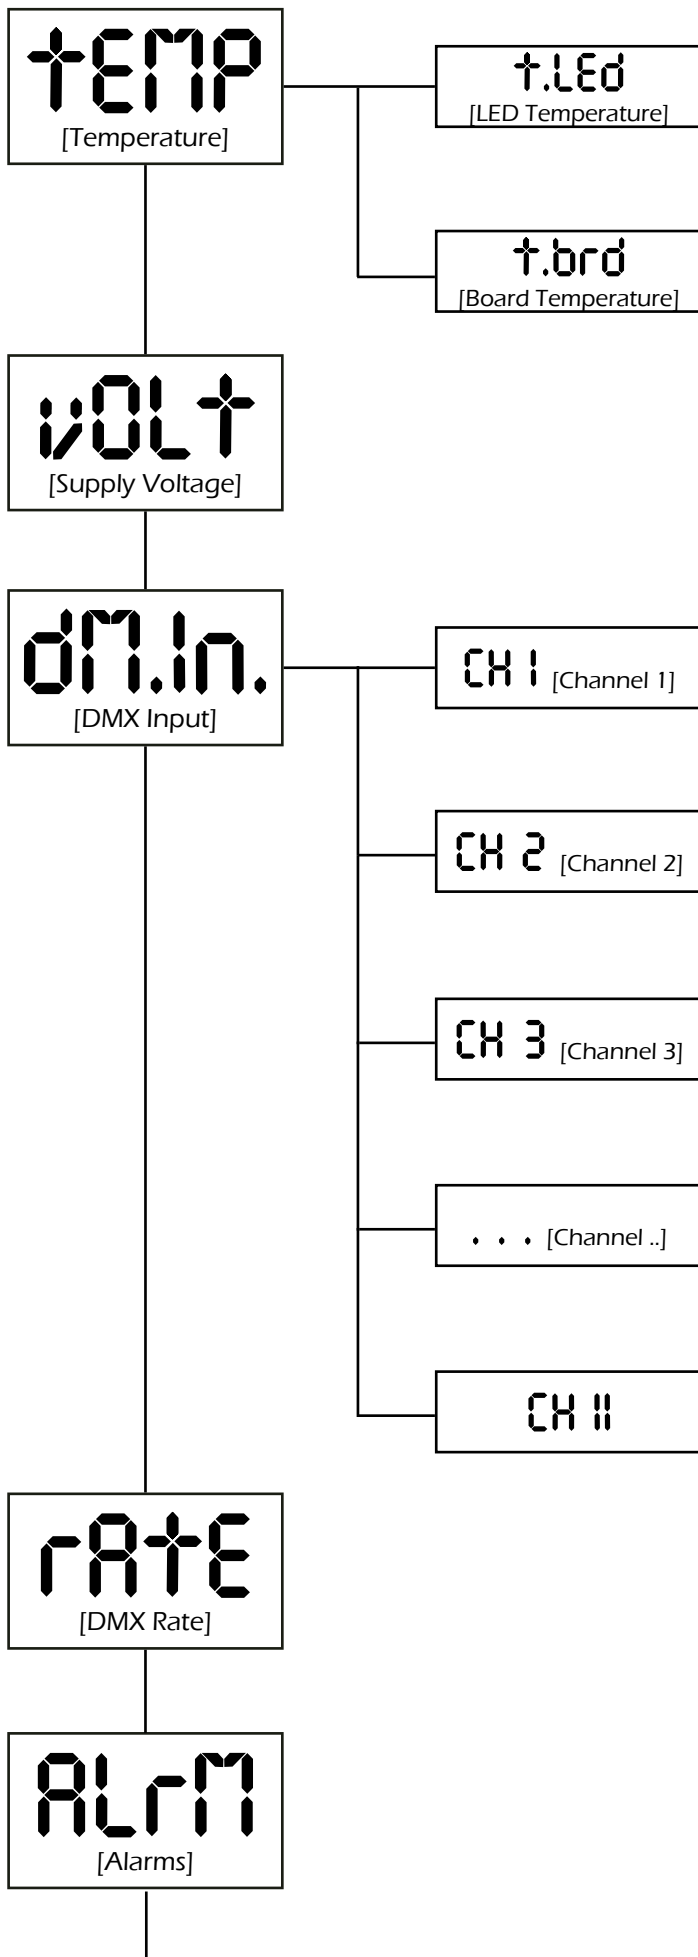 tEMP
[Temperature]
t.LEd
[LED Temperature]
t.brd
[Board Temperature]
vOLt
[Supply Voltage]
dM.In.
[DMX Input]
CH 1 [Channel 1]
CH 2 [Channel 2]
CH 3 [Channel 3]
. . . [Channel ..]
CH 11
rAtE
[DMX Rate]
ALrM
[Alarms]